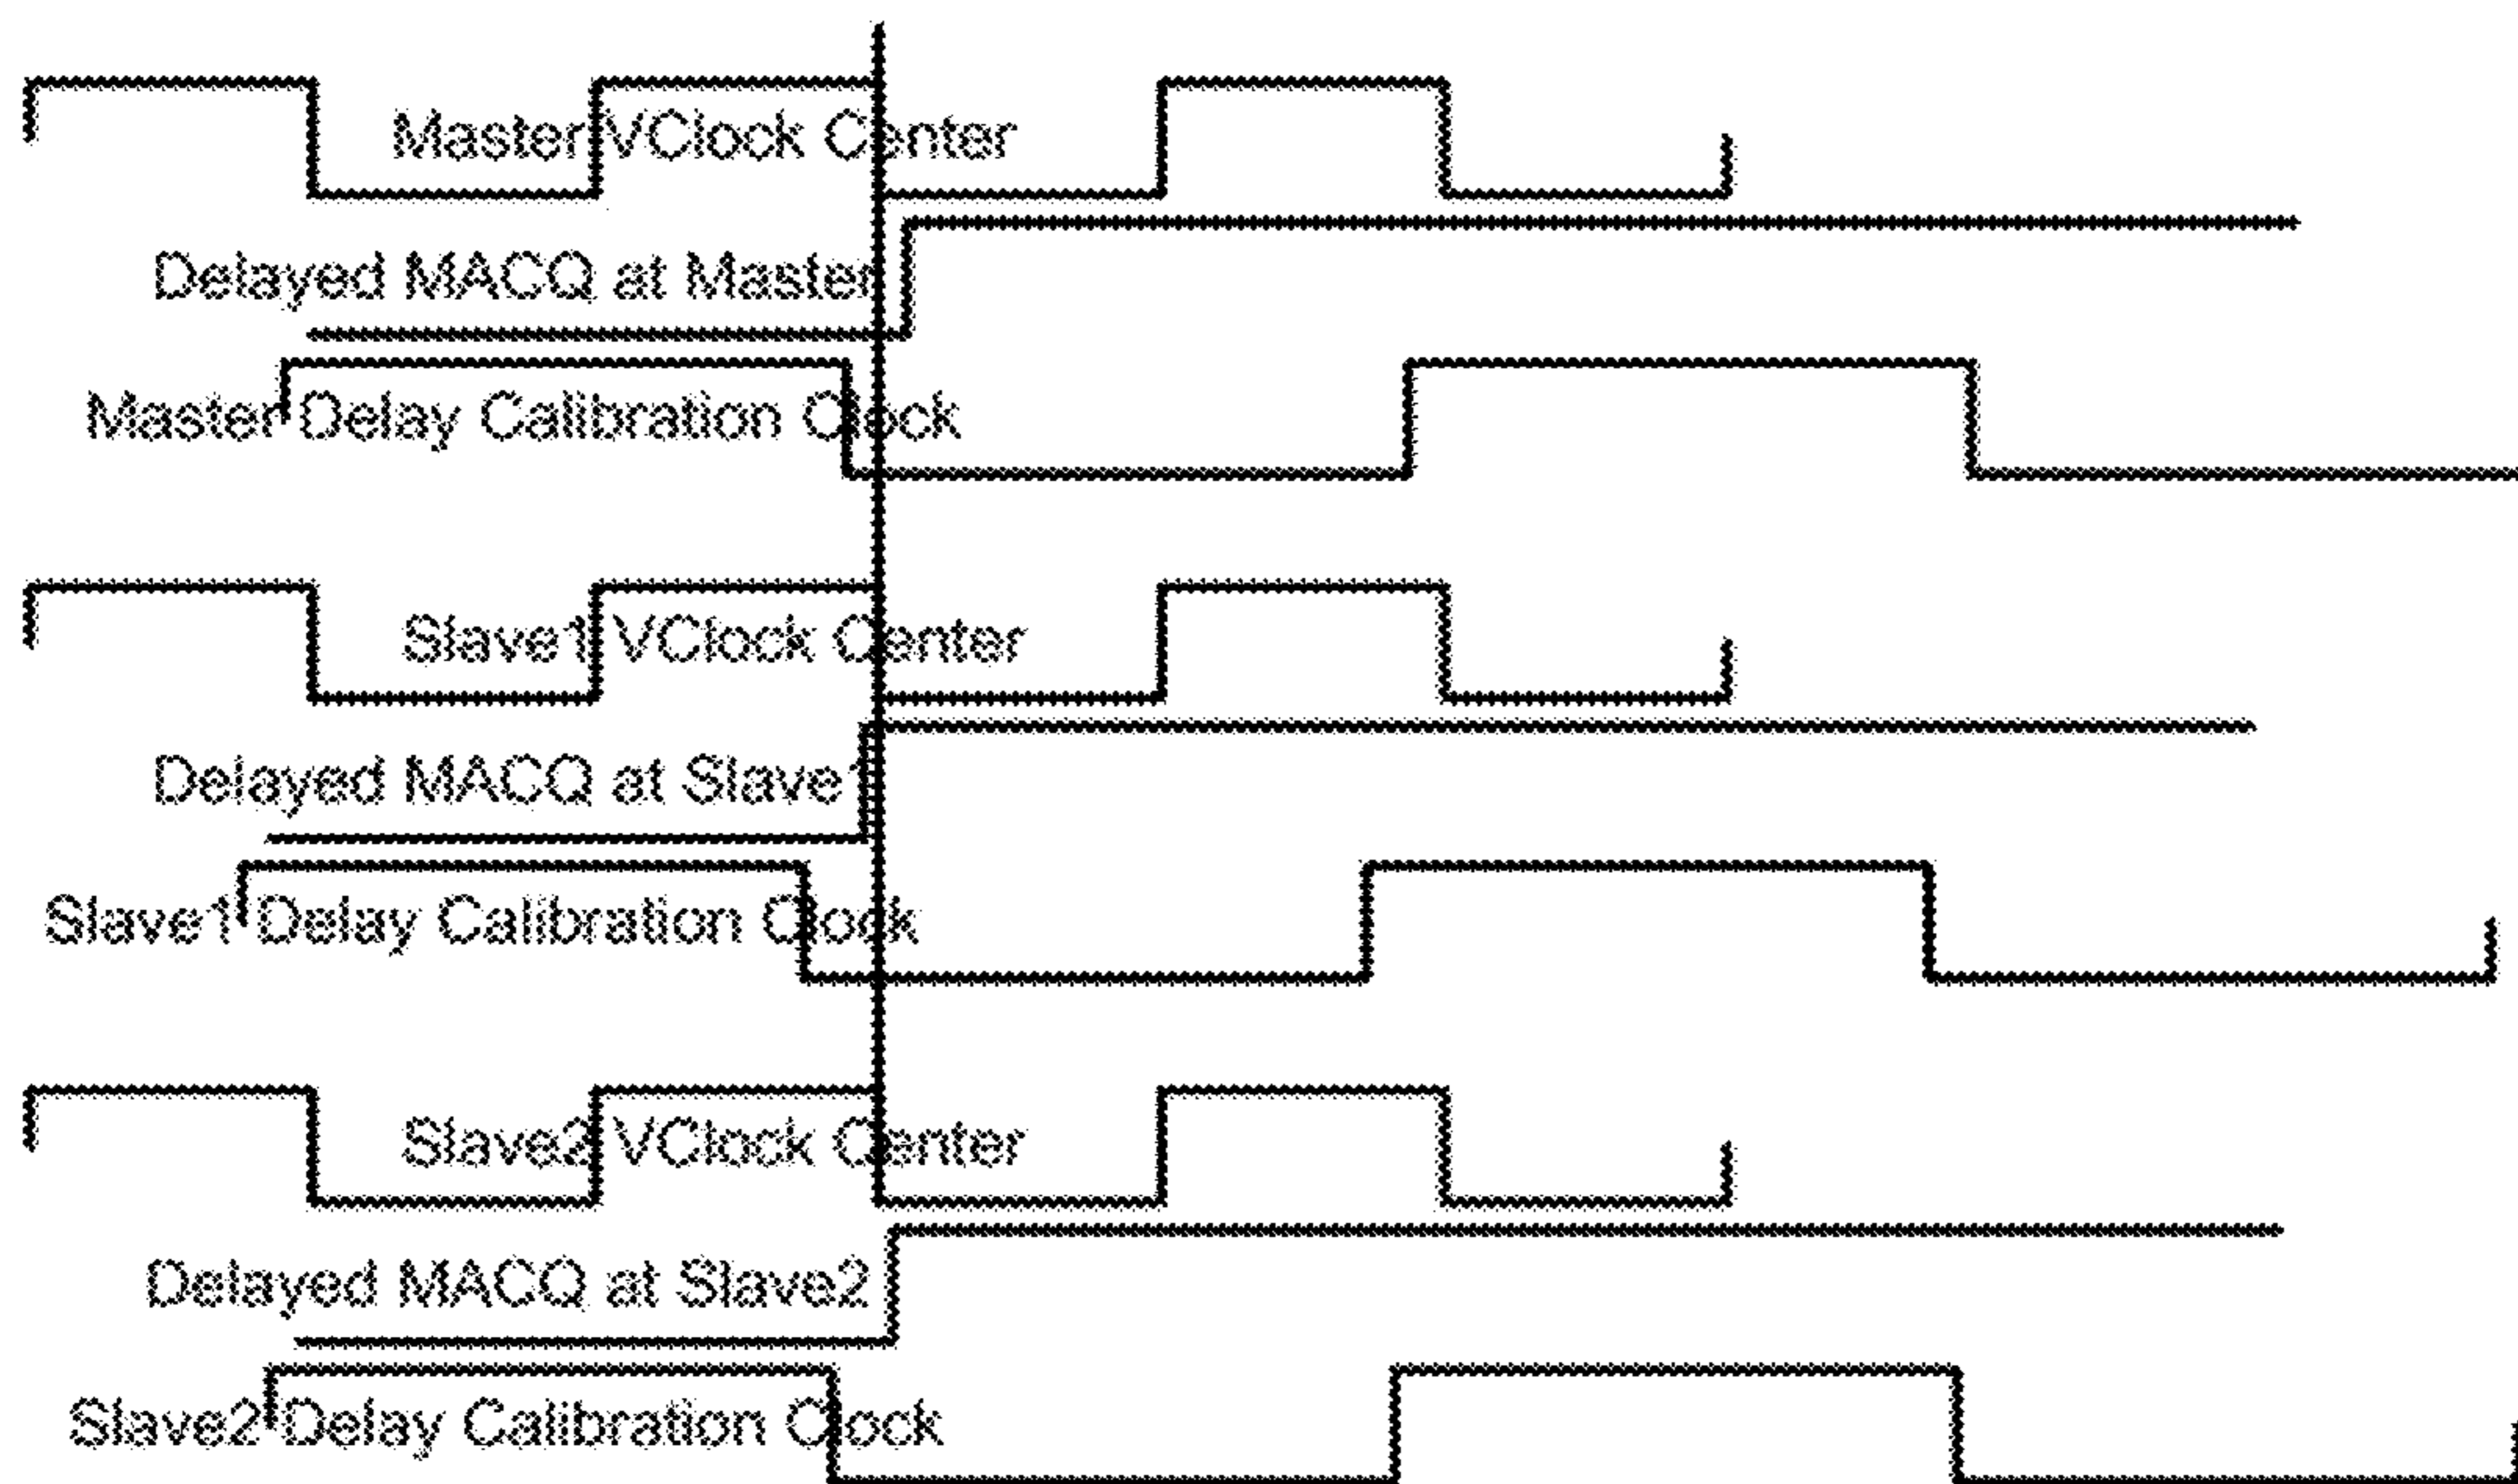 Master VClock Center
Delayed MACQ at Master
Master Delay Calibration Clock
Slave1 VClock Center
Delayed MACQ at Slave1
Slave1 Delay Calibration Clock
Slave2 VClock Center
Delayed MACQ at Slave2
Slave2 Delay Calibration Clock